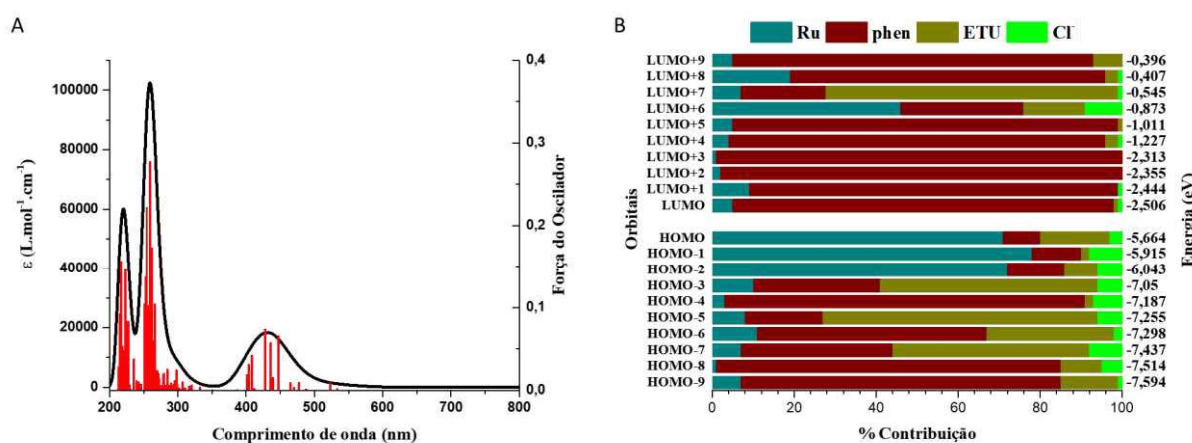 A
ε (L.mol⁻¹.cm⁻¹)
100000
80000
60000
40000
20000
0
0,4
0,3
0,2
0,1
0,0
Força do Oscilador
200 300 400 500 600 700 800
Comprimento de onda (nm)
B
Ru phen ETU Cl⁻
Orbitais
LUMO+9 -0,396
LUMO+8 -0,407
LUMO+7 -0,545
LUMO+6 -0,873
LUMO+5 -1,011
LUMO+4 -1,227
LUMO+3 -2,313
LUMO+2 -2,355
LUMO+1 -2,444
LUMO -2,506
HOMO -5,664
HOMO-1 -5,915
HOMO-2 -6,043
HOMO-3 -7,05
HOMO-4 -7,187
HOMO-5 -7,255
HOMO-6 -7,298
HOMO-7 -7,437
HOMO-8 -7,514
HOMO-9 -7,594
Energia (eV)
0 20 40 60 80 100
% Contribuição